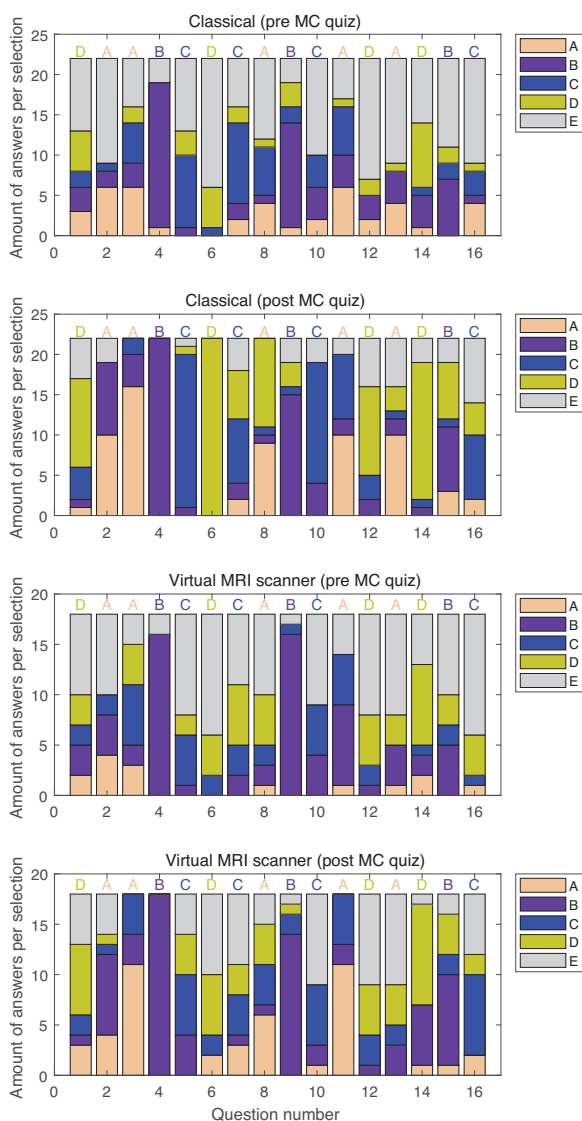 Classical (pre MC quiz)
D A A B C D C A B C A D A D B C
25
20
15
10
5
0
0 2 4 6 8 10 12 14 16
Amount of answers per selection
A
B
C
D
E
Classical (post MC quiz)
D A A B C D C A B C A D A D B C
25
20
15
10
5
0
0 2 4 6 8 10 12 14 16
Amount of answers per selection
A
B
C
D
E
Virtual MRI scanner (pre MC quiz)
D A A B C D C A B C A D A D B C
20
15
10
5
0
0 2 4 6 8 10 12 14 16
Amount of answers per selection
A
B
C
D
E
Virtual MRI scanner (post MC quiz)
D A A B C D C A B C A D A D B C
20
15
10
5
0
0 2 4 6 8 10 12 14 16
Amount of answers per selection
A
B
C
D
E
Question number